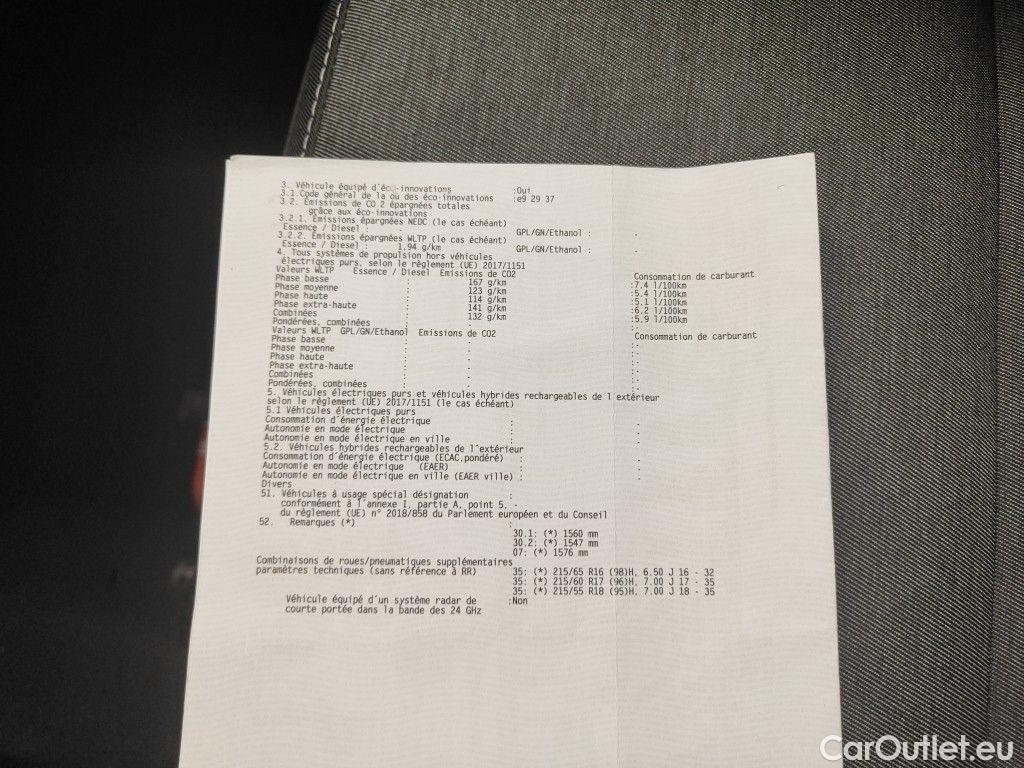 3. Véhicule équipé d'éco-innovations :Oui
3.1 Code général de la ou des éco-innovations :e9 29 37
3.2. Emissions de CO 2 épargnées totales
grâce aux éco-innovations
3.2.1. Emissions épargnées NEDC (le cas échéant)
Essence / Diesel : - GPL/GN/Ethanol : -
3.2.2. Emissions épargnées WLTP (le cas échéant)
Essence / Diesel : 1.94 g/km GPL/GN/Ethanol : -
4. Tous systèmes de propulsion hors véhicules
électriques purs, selon le règlement (UE) 2017/1151
Valeurs WLTP Essence / Diesel Emissions de CO2 Consommation de carburant
Phase basse : 167 g/km :7.4 l/100km
Phase moyenne : 123 g/km :5.4 l/100km
Phase haute : 114 g/km :5.1 l/100km
Phase extra-haute : 141 g/km :6.2 l/100km
Combinées : 132 g/km :5.9 l/100km
Pondérées, combinées : - :-
Valeurs WLTP GPL/GN/Ethanol Emissions de CO2 Consommation de carburant
Phase basse : - :-
Phase moyenne : - :-
Phase haute : - :-
Phase extra-haute : - :-
Combinées : - :-
Pondérées, combinées : - :-
5. Véhicules électriques purs et véhicules hybrides rechargeables de l'extérieur
selon le règlement (UE) 2017/1151 (le cas échéant)
5.1 Véhicules électriques purs
Consommation d'énergie électrique : -
Autonomie en mode électrique : -
Autonomie en mode électrique en ville : -
5.2. Véhicules hybrides rechargeables de l'extérieur
Consommation d'énergie électrique (ECAC,pondéré) : -
Autonomie en mode électrique (EAER) : -
Autonomie en mode électrique en ville (EAER ville) : -
Divers
51. Véhicules à usage spécial désignation :
conformément à l'annexe I, partie A, point 5, -
du règlement (UE) n° 2018/858 du Parlement européen et du Conseil
52. Remarques (*) :
30.1: (*) 1560 mm
30.2: (*) 1547 mm
07: (*) 1576 mm
Combinaisons de roues/pneumatiques supplémentaires
paramètres techniques (sans référence à RR) 35: (*) 215/65 R16 (98)H, 6.50 J 16 - 32
35: (*) 215/60 R17 (96)H, 7.00 J 17 - 35
35: (*) 215/55 R18 (95)H, 7.00 J 18 - 35
Véhicule équipé d'un système radar de :Non
courte portée dans la bande des 24 GHz
CarOutlet.eu